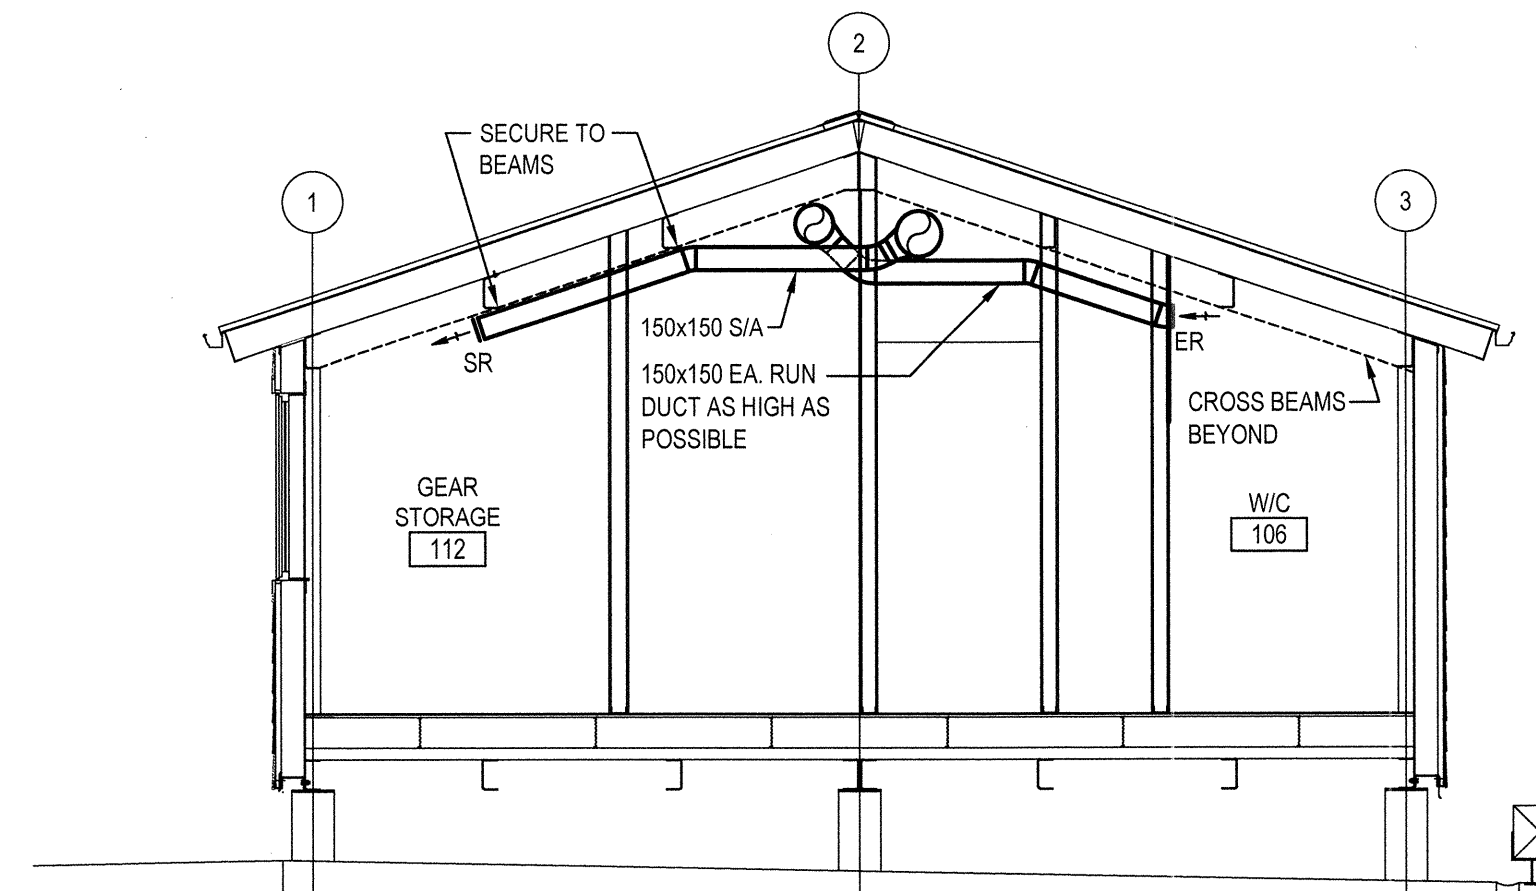 2
SECURE TO
BEAMS
1
3
150x150 S/A
SR
ER
150x150 EA. RUN
DUCT AS HIGH AS
POSSIBLE
CROSS BEAMS
BEYOND
GEAR
STORAGE
112
W/C
106